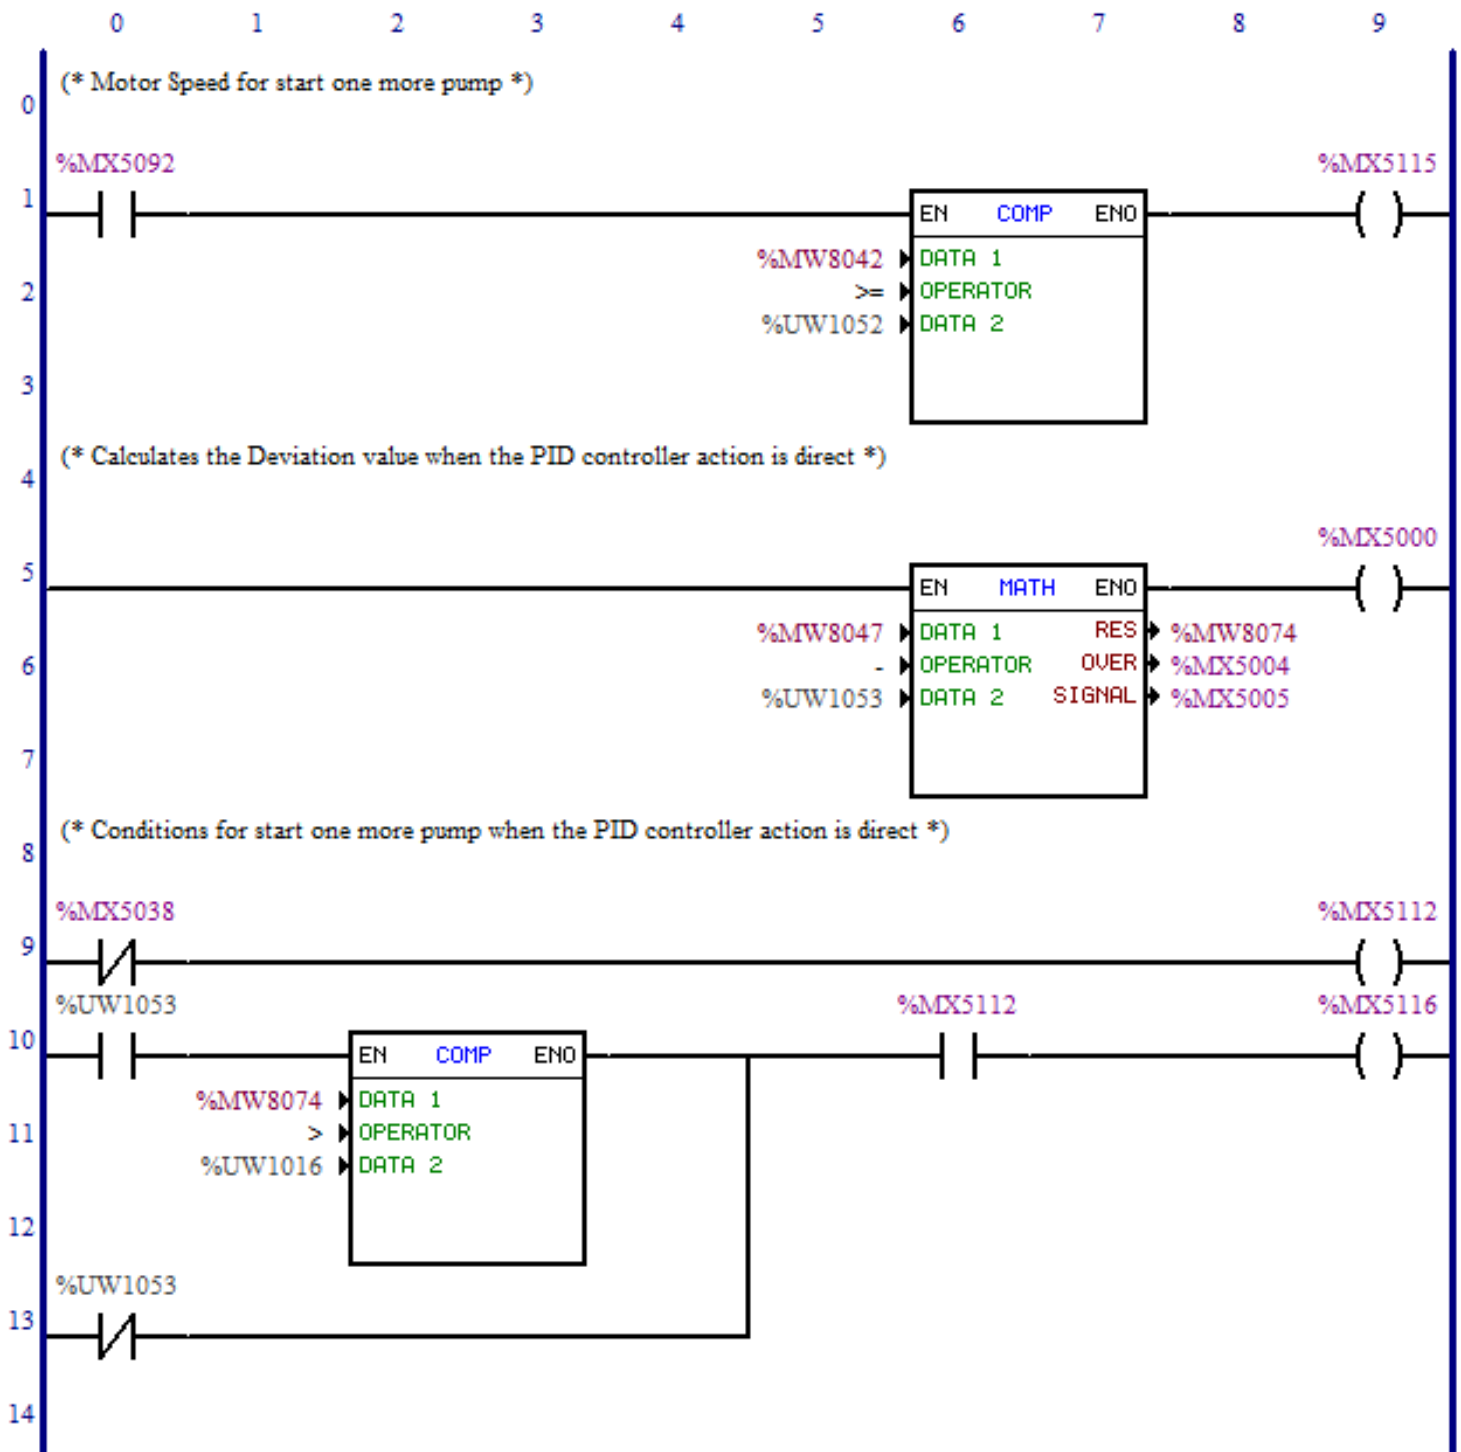 0 1 2 3 4 5 6 7 8 9
(* Motor Speed for start one more pump *)
0
%MX5092 %MX5115
1
EN COMP ENO
%MW8042 DATA 1
2 >= OPERATOR
%UW1052 DATA 2
3
(* Calculates the Deviation value when the PID controller action is direct *)
4
%MX5000
5
EN MATH ENO
%MW8047 DATA 1 RES %MW8074
6 - OPERATOR OVER %MX5004
%UW1053 DATA 2 SIGNAL %MX5005
7
(* Conditions for start one more pump when the PID controller action is direct *)
8
%MX5038 %MX5112
9
%UW1053 %MX5112 %MX5116
10
EN COMP ENO
%MW8074 DATA 1
11 > OPERATOR
%UW1016 DATA 2
12
%UW1053
13
14